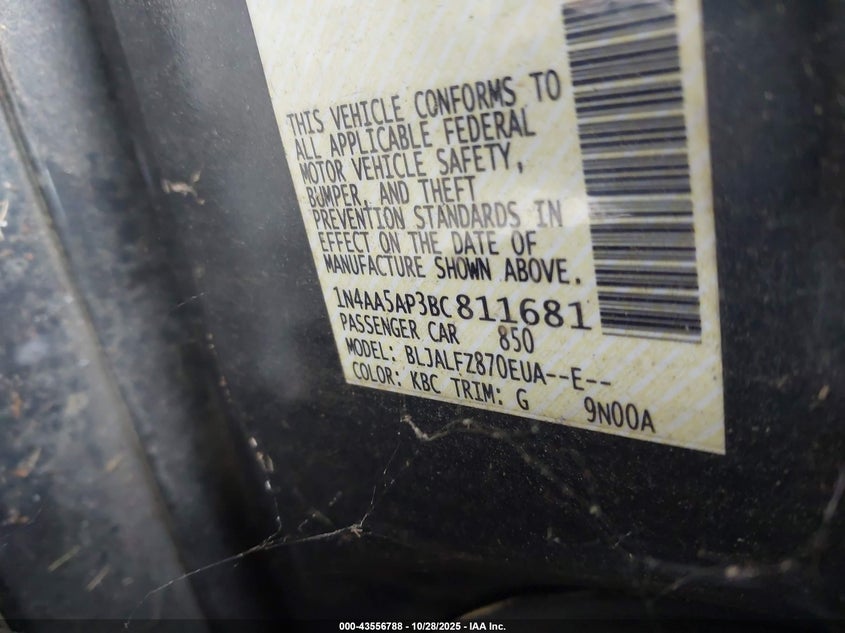 THIS VEHICLE CONFORMS TO
ALL APPLICABLE FEDERAL
MOTOR VEHICLE SAFETY,
BUMPER, AND THEFT
PREVENTION STANDARDS IN
EFFECT ON THE DATE OF
MANUFACTURE SHOWN ABOVE.
1N4AA5AP3BC811681
PASSENGER CAR 850
MODEL: BLJALFZ870EUA--E--
COLOR: KBC TRIM: G 9N00A
000-43556788 - 10/28/2025 - IAA Inc.